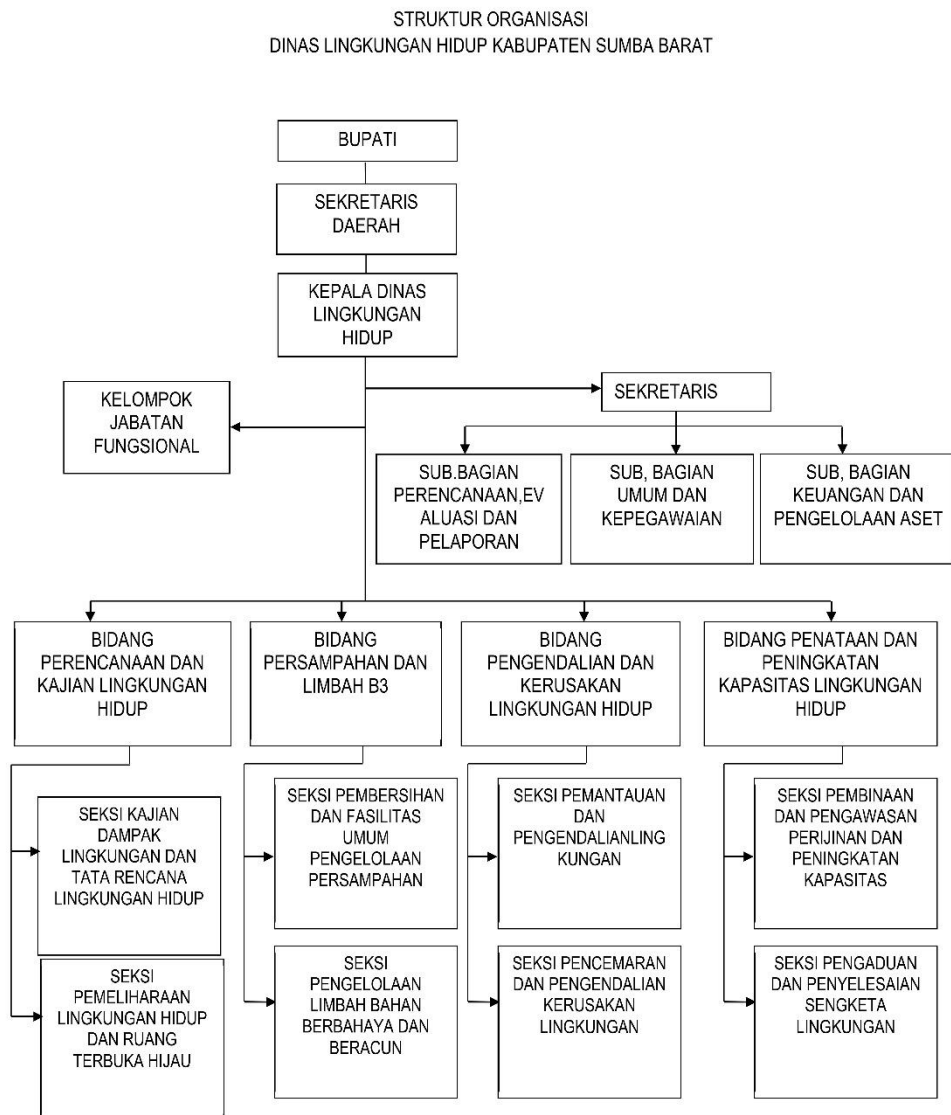 STRUKTUR ORGANISASI
DINAS LINGKUNGAN HIDUP KABUPATEN SUMBA BARAT
BUPATI
SEKRETARIS
DAERAH
KEPALA DINAS
LINGKUNGAN
HIDUP
KELOMPOK
JABATAN
FUNGSIONAL
SEKRETARIS
SUB.BAGIAN
PERENCANAAN,EV
ALUASI DAN
PELAPORAN
SUB, BAGIAN
UMUM DAN
KEPEGAWAIAN
SUB, BAGIAN
KEUANGAN DAN
PENGELOLAAN ASET
BIDANG
PERENCANAAN DAN
KAJIAN LINGKUNGAN
HIDUP
BIDANG
PERSAMPAHAN DAN
LIMBAH B3
BIDANG
PENGENDALIAN DAN
KERUSAKAN
LINGKUNGAN HIDUP
BIDANG PENATAAN DAN
PENINGKATAN
KAPASITAS LINGKUNGAN
HIDUP
SEKSI KAJIAN
DAMPAK
LINGKUNGAN DAN
TATA RENCANA
LINGKUNGAN HIDUP
SEKSI PEMBERSIHAN
DAN FASILITAS
UMUM
PENGELOLAAN
PERSAMPAHAN
SEKSI PEMANTAUAN
DAN
PENGENDALIANLING
KUNGAN
SEKSI PEMBINAAN
DAN PENGAWASAN
PERIJINAN DAN
PENINGKATAN
KAPASITAS
SEKSI
PEMELIHARAAN
LINGKUNGAN HIDUP
DAN RUANG
TERBUKA HIJAU
SEKSI
PENGELOLAAN
LIMBAH BAHAN
BERBAHAYA DAN
BERACUN
SEKSI PENCEMARAN
DAN PENGENDALIAN
KERUSAKAN
LINGKUNGAN
SEKSI PENGADUAN
DAN PENYELESAIAN
SENGKETA
LINGKUNGAN